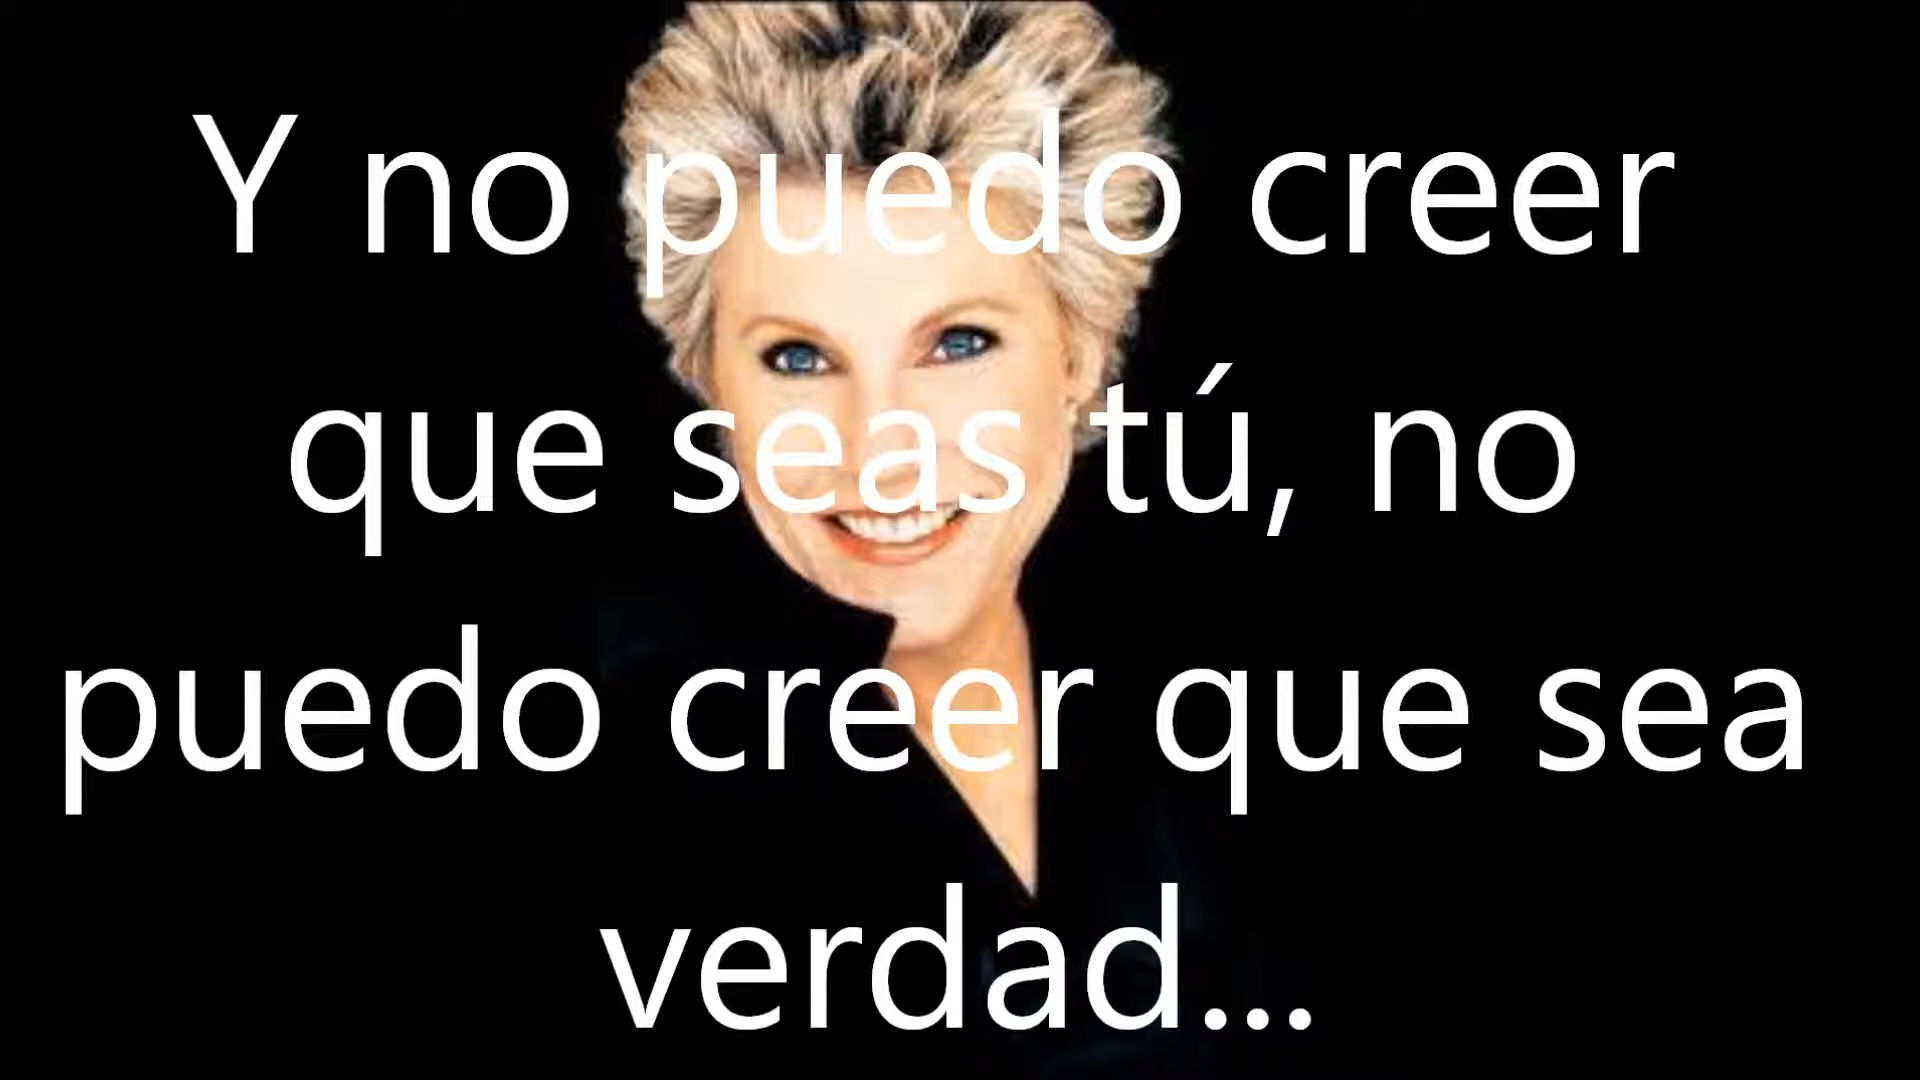 Y no puedo creer
que seas tú, no
puedo creer que sea
verdad...